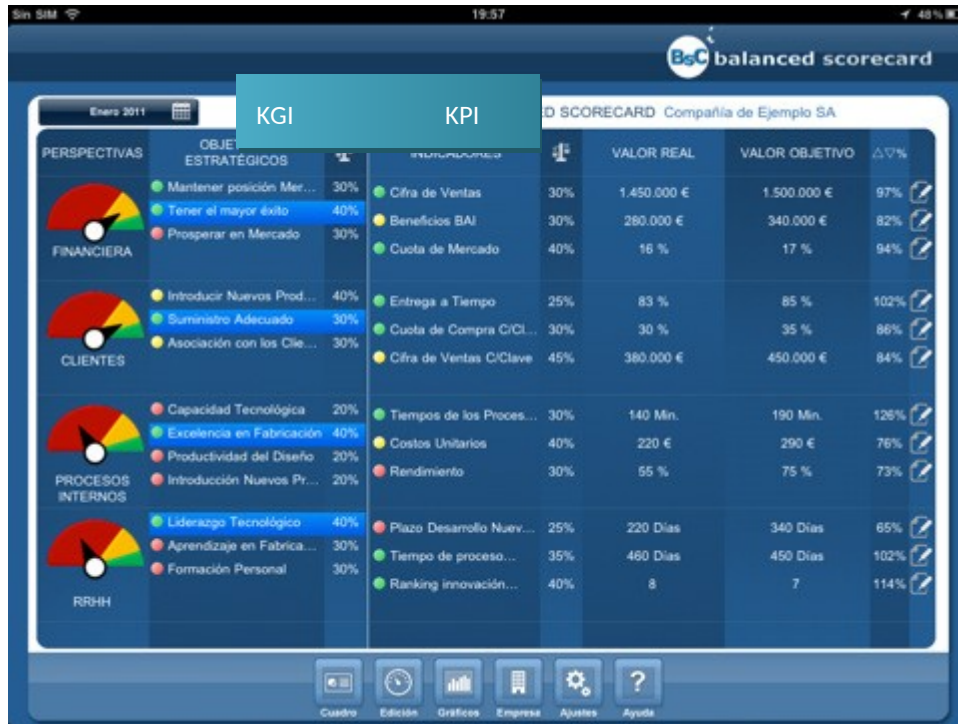 Sin SIM 19:57 48%
BSC balanced scorecard
Enero 2011 KGI KPI ED SCORECARD Compañía de Ejemplo SA
PERSPECTIVAS OBJE ESTRATÉGICOS INDICADORES VALOR REAL VALOR OBJETIVO △▽%
FINANCIERA
Mantener posición Mer... 30%
Tener el mayor éxito 40%
Prosperar en Mercado 30%
Cifra de Ventas 30% 1.450.000 € 1.500.000 € 97%
Beneficios BAI 30% 280.000 € 340.000 € 82%
Cuota de Mercado 40% 16 % 17 % 94%
CLIENTES
Introducir Nuevos Prod... 40%
Suministro Adecuado 30%
Asociación con los Clie... 30%
Entrega a Tiempo 25% 83 % 85 % 102%
Cuota de Compra C/Cl... 30% 30 % 35 % 86%
Cifra de Ventas C/Clave 45% 380.000 € 450.000 € 84%
PROCESOS INTERNOS
Capacidad Tecnológica 20%
Excelencia en Fabricación 40%
Productividad del Diseño 20%
Introducción Nuevos Pr... 20%
Tiempos de los Proces... 30% 140 Min. 190 Min. 126%
Costos Unitarios 40% 220 € 290 € 76%
Rendimiento 30% 55 % 75 % 73%
RRHH
Liderazgo Tecnológico 40%
Aprendizaje en Fabrica... 30%
Formación Personal 30%
Plazo Desarrollo Nuev... 25% 220 Días 340 Días 65%
Tiempo de proceso... 35% 460 Días 450 Días 102%
Ranking innovación... 40% 8 7 114%
Cuadro Edición Gráficos Empresa Ajustes Ayuda